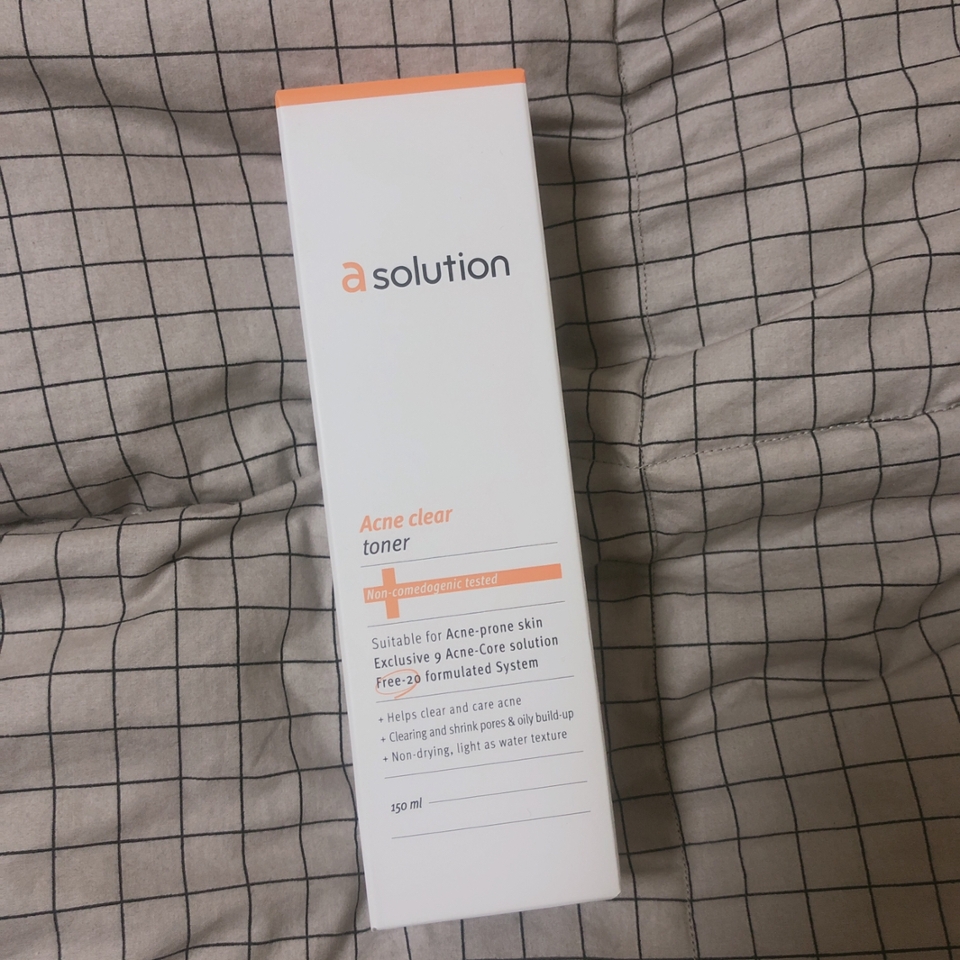 a solution
Acne clear
toner
Non-comedogenic tested
Suitable for Acne-prone skin
Exclusive 9 Acne-Core solution
Free-20 formulated System
+ Helps clear and care acne
+ Clearing and shrink pores & oily build-up
+ Non-drying, light as water texture
150 ml